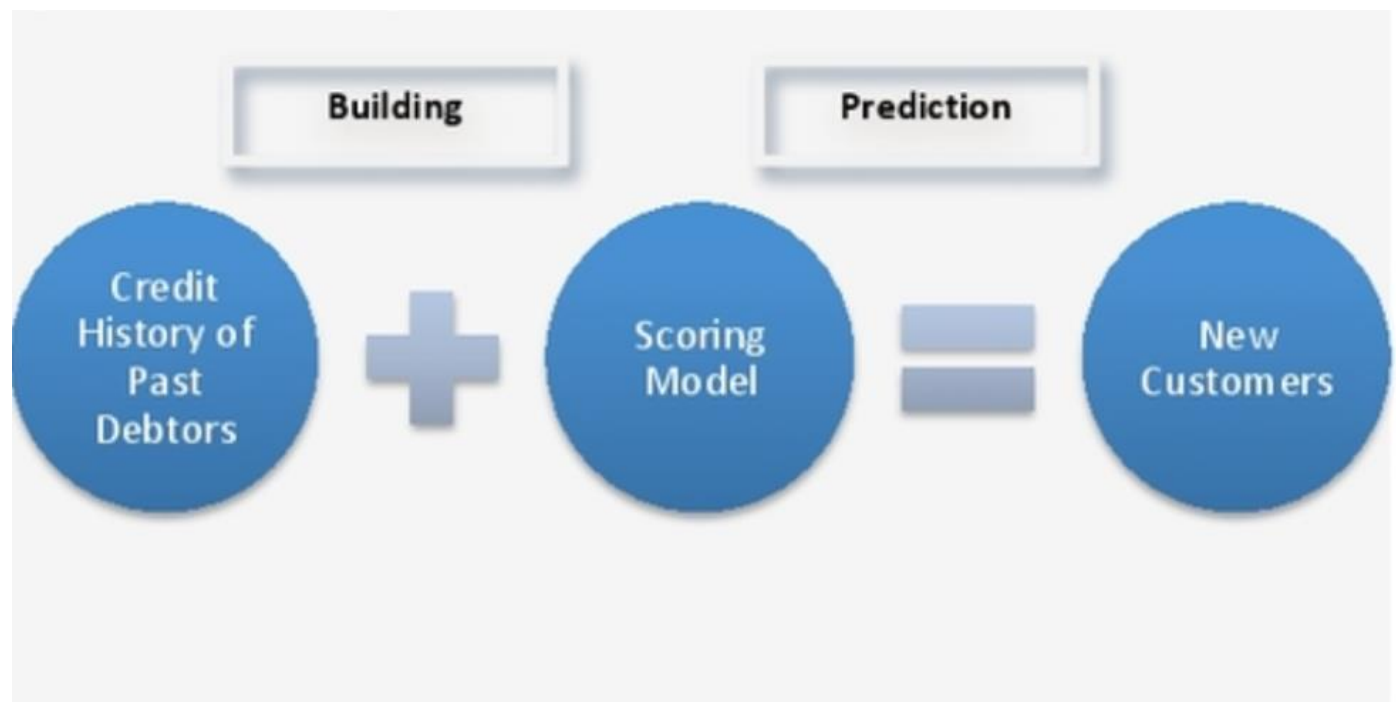 Building
Prediction
Credit
History of
Past
Debtors
Scoring
Model
New
Customers